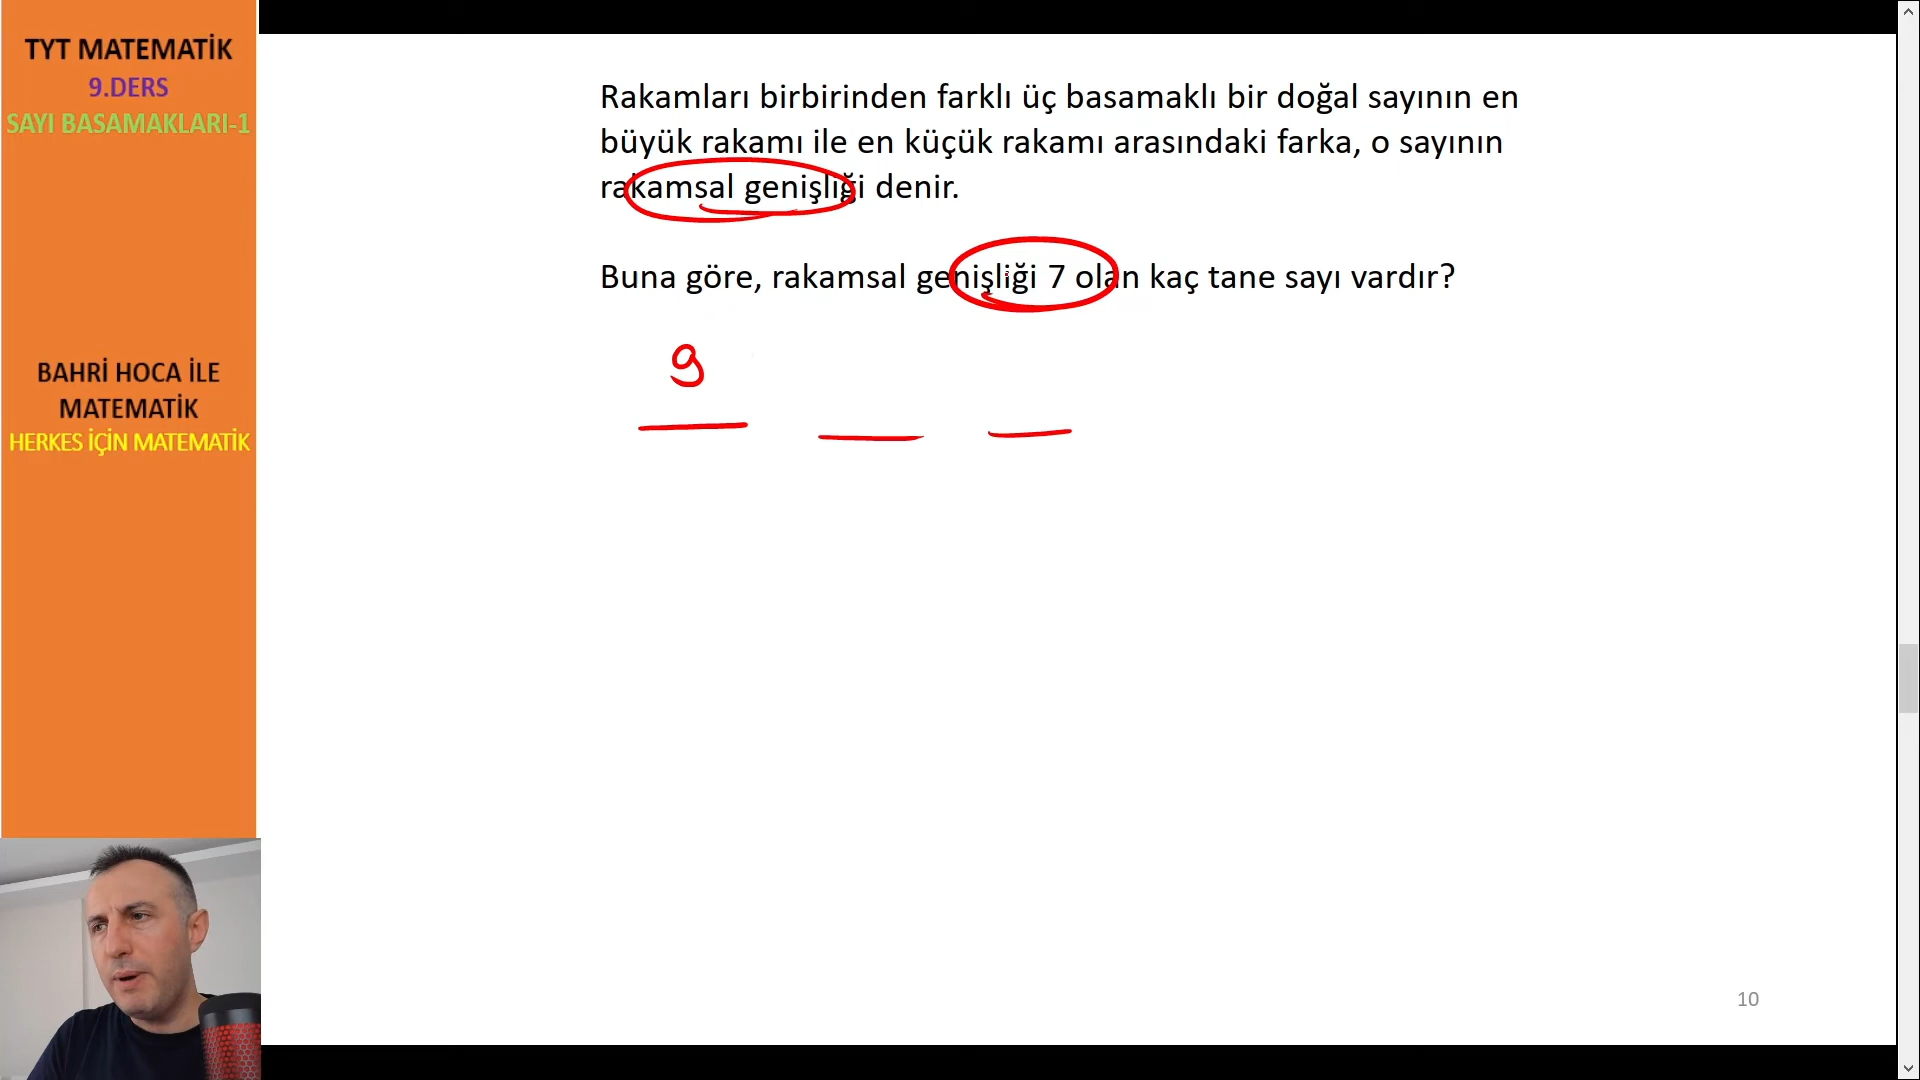 TYT MATEMATİK
9.DERS
SAYI BASAMAKLARI-1
BAHRİ HOCA İLE
MATEMATİK
HERKES İÇİN MATEMATİK
Rakamları birbirinden farklı üç basamaklı bir doğal sayının en
büyük rakamı ile en küçük rakamı arasındaki farka, o sayının
rakamsal genişliği denir.
Buna göre, rakamsal genişliği 7 olan kaç tane sayı vardır?
9
10